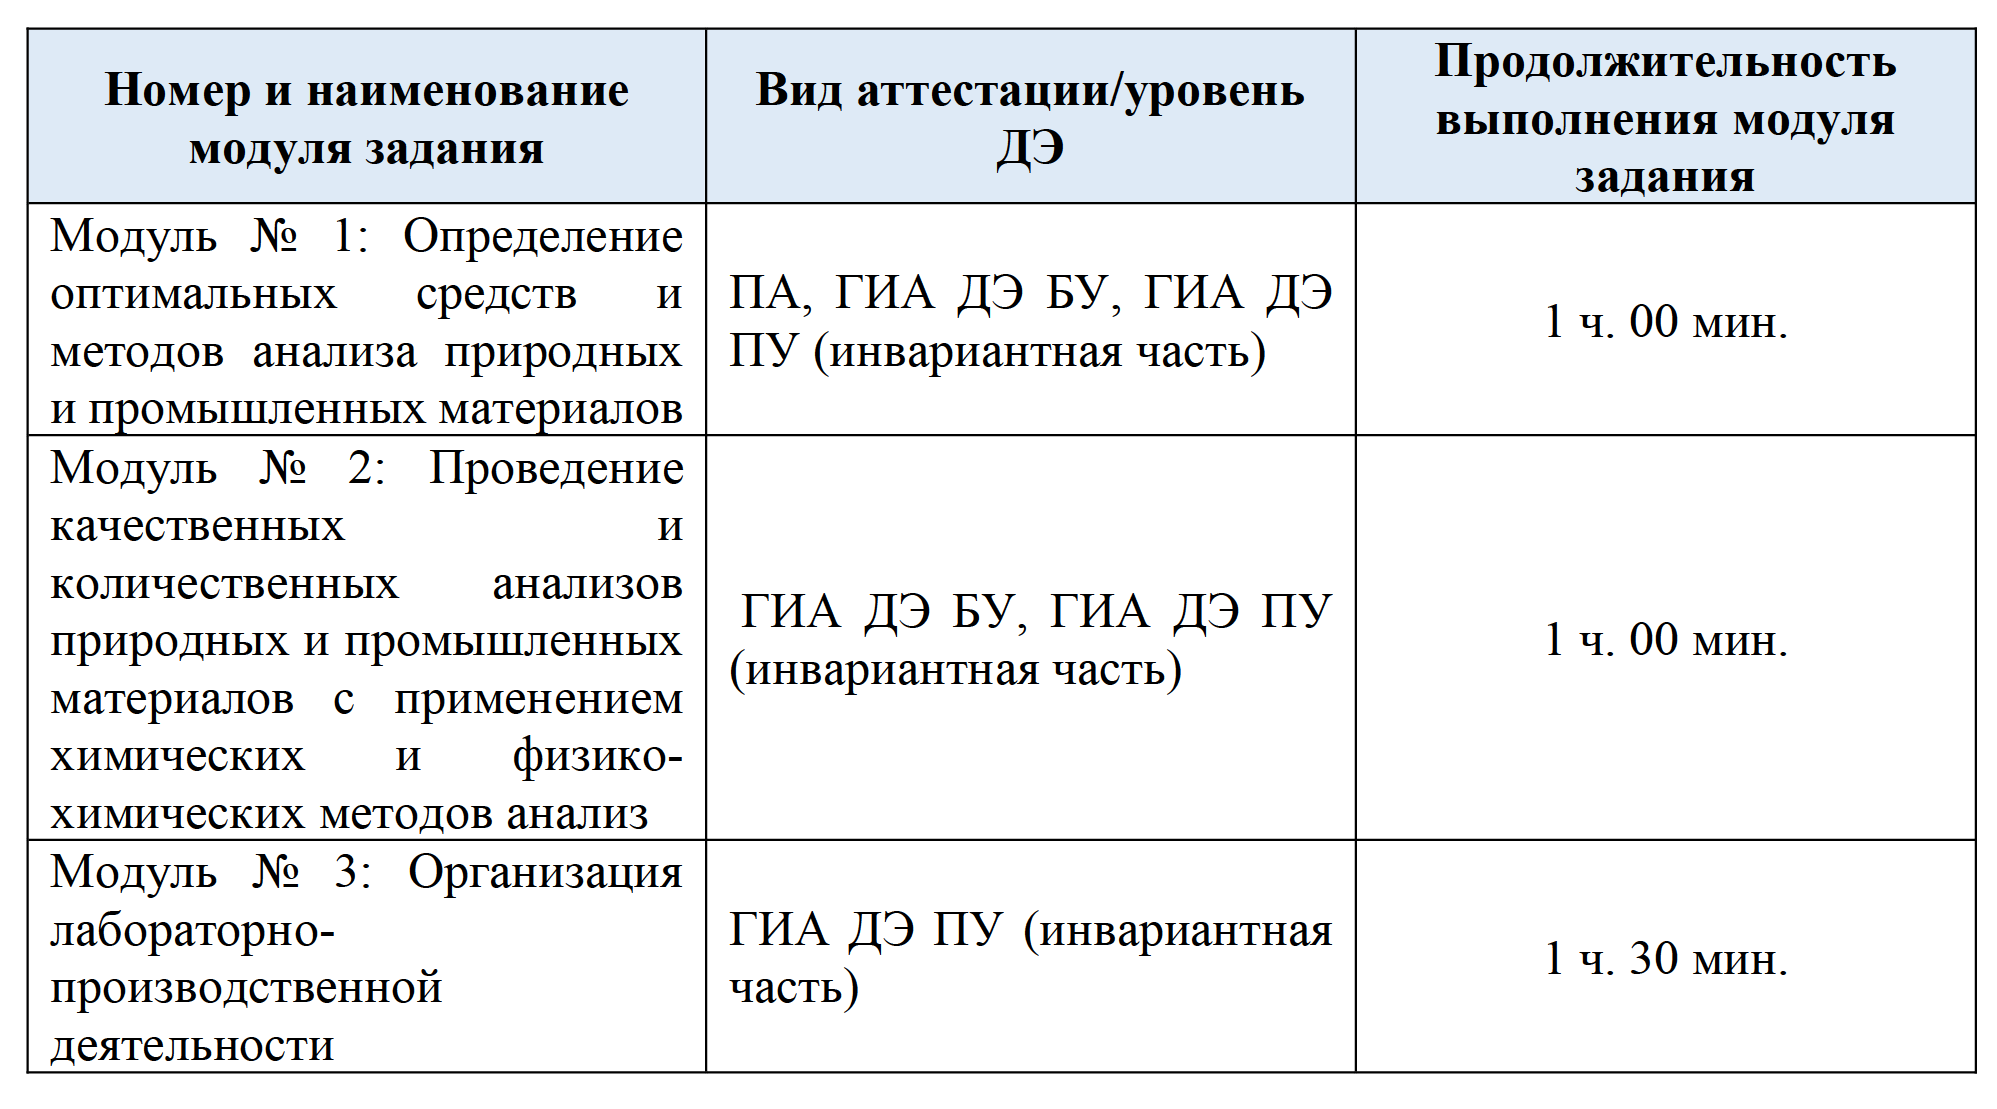 Номер и наименование
модуля задания
Вид аттестации/уровень
ДЭ
Продолжительность
выполнения модуля
задания
Модуль № 1: Определение
оптимальных средств и
методов анализа природных
и промышленных материалов
ПА, ГИА ДЭ БУ, ГИА ДЭ
ПУ (инвариантная часть)
1 ч. 00 мин.
Модуль № 2: Проведение
качественных и
количественных анализов
природных и промышленных
материалов с применением
химических и физико-
химических методов анализ
ГИА ДЭ БУ, ГИА ДЭ ПУ
(инвариантная часть)
1 ч. 00 мин.
Модуль № 3: Организация
лабораторно-
производственной
деятельности
ГИА ДЭ ПУ (инвариантная
часть)
1 ч. 30 мин.